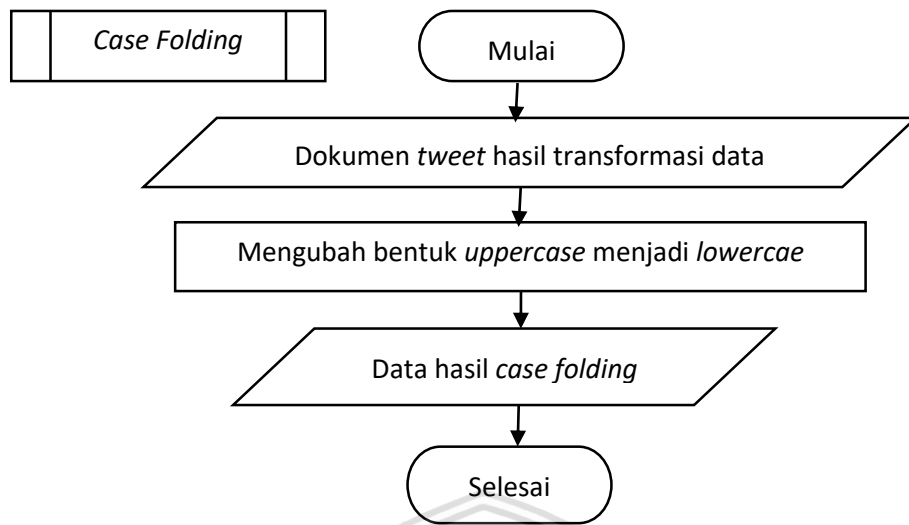 Case Folding
Mulai
Dokumen tweet hasil transformasi data
Mengubah bentuk uppercase menjadi lowercae
Data hasil case folding
Selesai